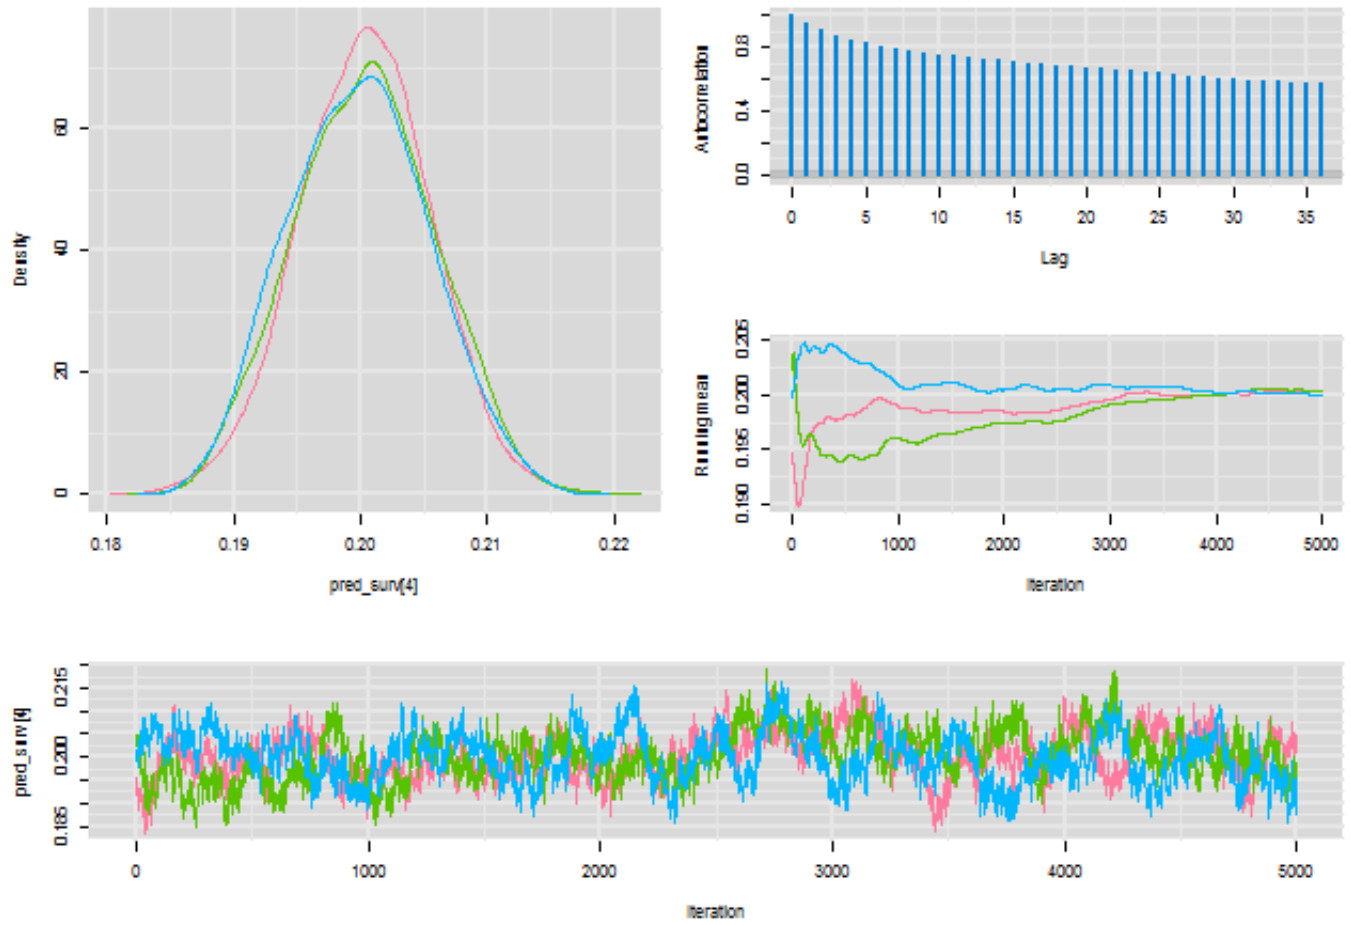 Density
60
40
20
0
0.18 0.19 0.20 0.21 0.22
pred_surv[4]
Autocorrelation
0.8
0.4
0.0
0 5 10 15 20 25 30 35
Lag
Running mean
0.205
0.200
0.195
0.190
0 1000 2000 3000 4000 5000
Iteration
pred_surv[4]
0.215
0.200
0.185
0 1000 2000 3000 4000 5000
Iteration